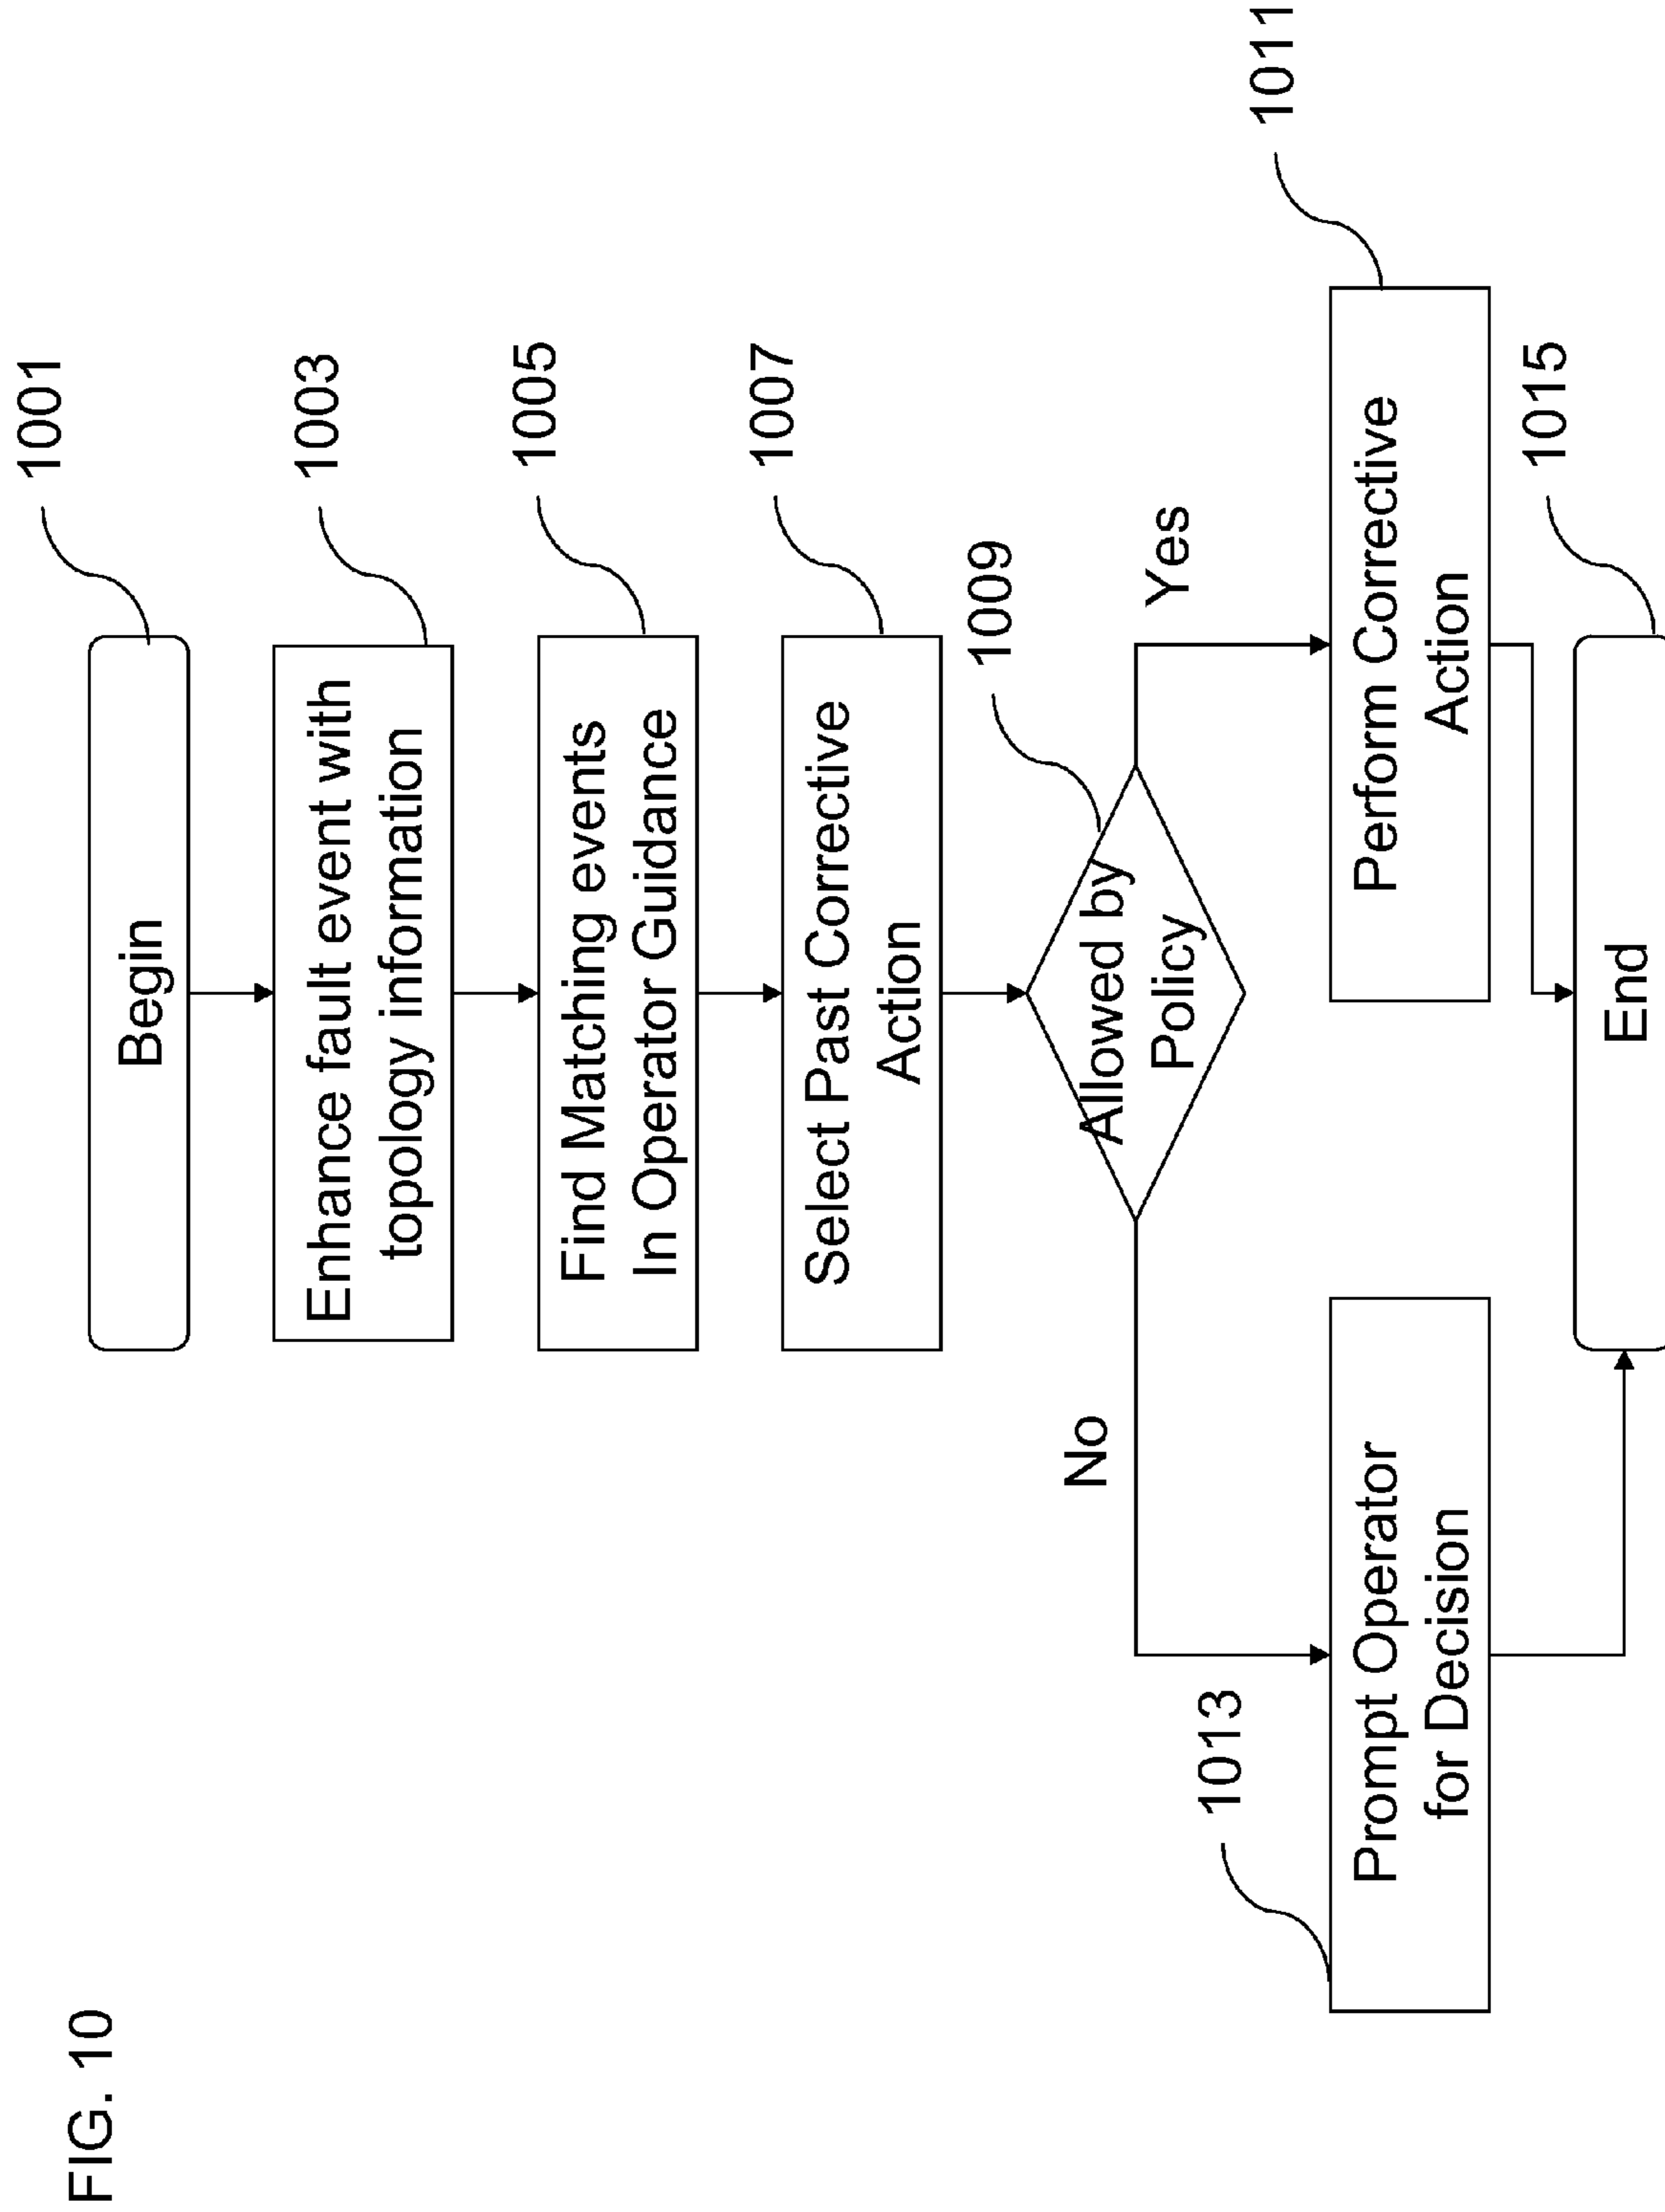 FIG. 10
Begin
1001
Enhance fault event with
topology information
1003
Find Matching events
In Operator Guidance
1005
Select Past Corrective
Action
1007
Allowed by
Policy
1009
No
Yes
1013
Prompt Operator
for Decision
Perform Corrective
Action
1011
End
1015